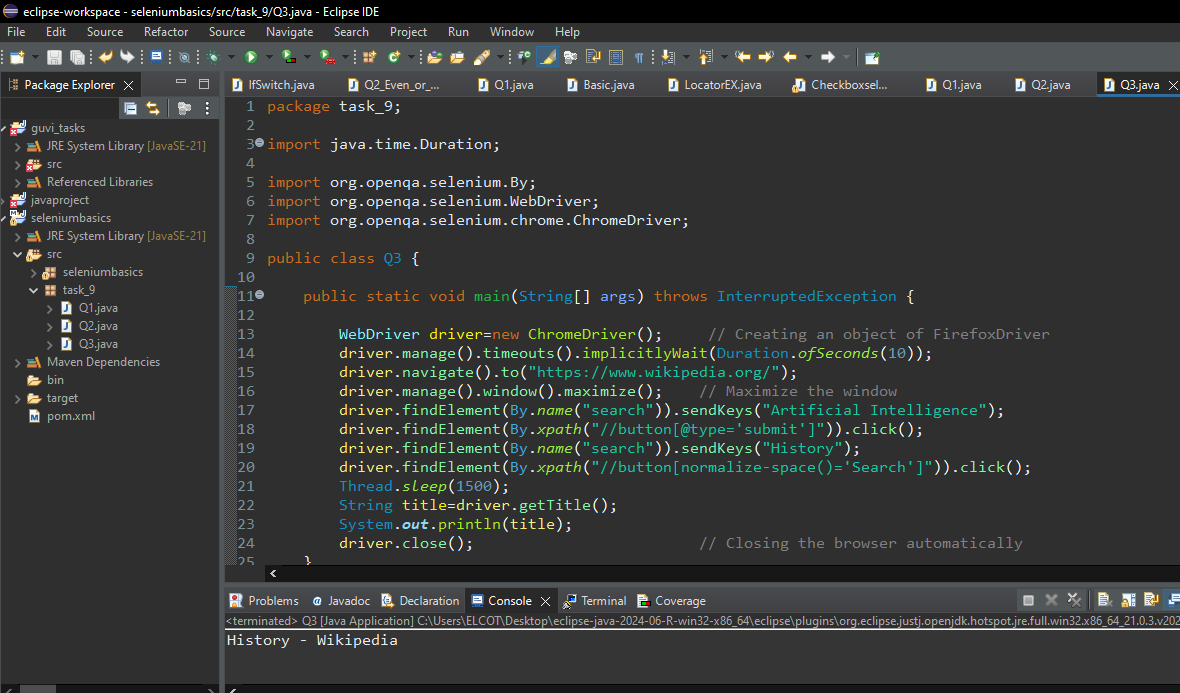 eclipse-workspace - seleniumbasics/src/task_9/Q3.java - Eclipse IDE
File Edit Source Refactor Source Navigate Search Project Run Window Help
Package Explorer
IfSwitch.java Q2_Even_or_... Q1.java Basic.java LocatorEX.java Checkboxsel... Q1.java Q2.java Q3.java
guvi_tasks
JRE System Library [JavaSE-21]
src
Referenced Libraries
javaproject
seleniumbasics
JRE System Library [JavaSE-21]
src
seleniumbasics
task_9
Q1.java
Q2.java
Q3.java
Maven Dependencies
bin
target
pom.xml
1 package task_9;
2
3 import java.time.Duration;
4
5 import org.openqa.selenium.By;
6 import org.openqa.selenium.WebDriver;
7 import org.openqa.selenium.chrome.ChromeDriver;
8
9 public class Q3 {
10
11 public static void main(String[] args) throws InterruptedException {
12
13 WebDriver driver=new ChromeDriver(); // Creating an object of FirefoxDriver
14 driver.manage().timeouts().implicitlyWait(Duration.ofSeconds(10));
15 driver.navigate().to("https://www.wikipedia.org/");
16 driver.manage().window().maximize(); // Maximize the window
17 driver.findElement(By.name("search")).sendKeys("Artificial Intelligence");
18 driver.findElement(By.xpath("//button[@type='submit']")).click();
19 driver.findElement(By.name("search")).sendKeys("History");
20 driver.findElement(By.xpath("//button[normalize-space()='Search']")).click();
21 Thread.sleep(1500);
22 String title=driver.getTitle();
23 System.out.println(title);
24 driver.close(); // Closing the browser automatically
25 }
Problems Javadoc Declaration Console Terminal Coverage
<terminated> Q3 [Java Application] C:\Users\ELCOT\Desktop\eclipse-java-2024-06-R-win32-x86_64\eclipse\plugins\org.eclipse.justj.openjdk.hotspot.jre.full.win32.x86_64_21.0.3.v202
History - Wikipedia